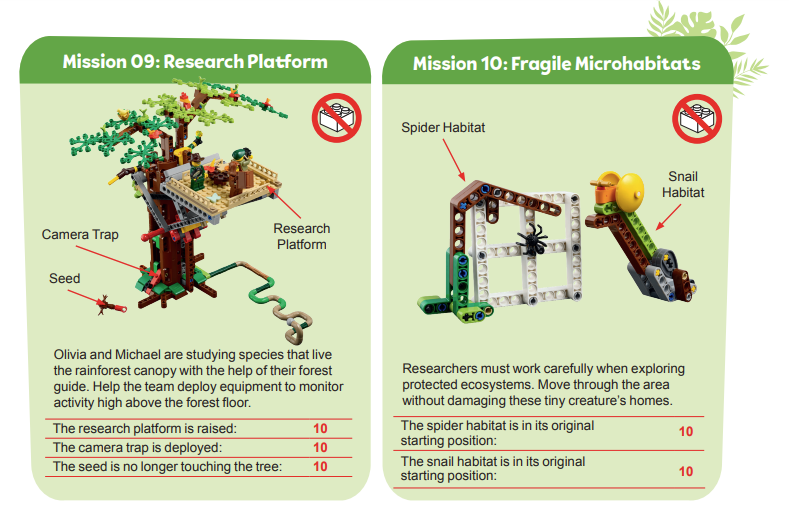 Mission 09: Research Platform
Camera Trap
Seed
Research
Platform
Olivia and Michael are studying species that live
the rainforest canopy with the help of their forest
guide. Help the team deploy equipment to monitor
activity high above the forest floor.
The research platform is raised: 10
The camera trap is deployed: 10
The seed is no longer touching the tree: 10
Mission 10: Fragile Microhabitats
Spider Habitat
Snail
Habitat
Researchers must work carefully when exploring
protected ecosystems. Move through the area
without damaging these tiny creature's homes.
The spider habitat is in its original
starting position: 10
The snail habitat is in its original
starting position: 10